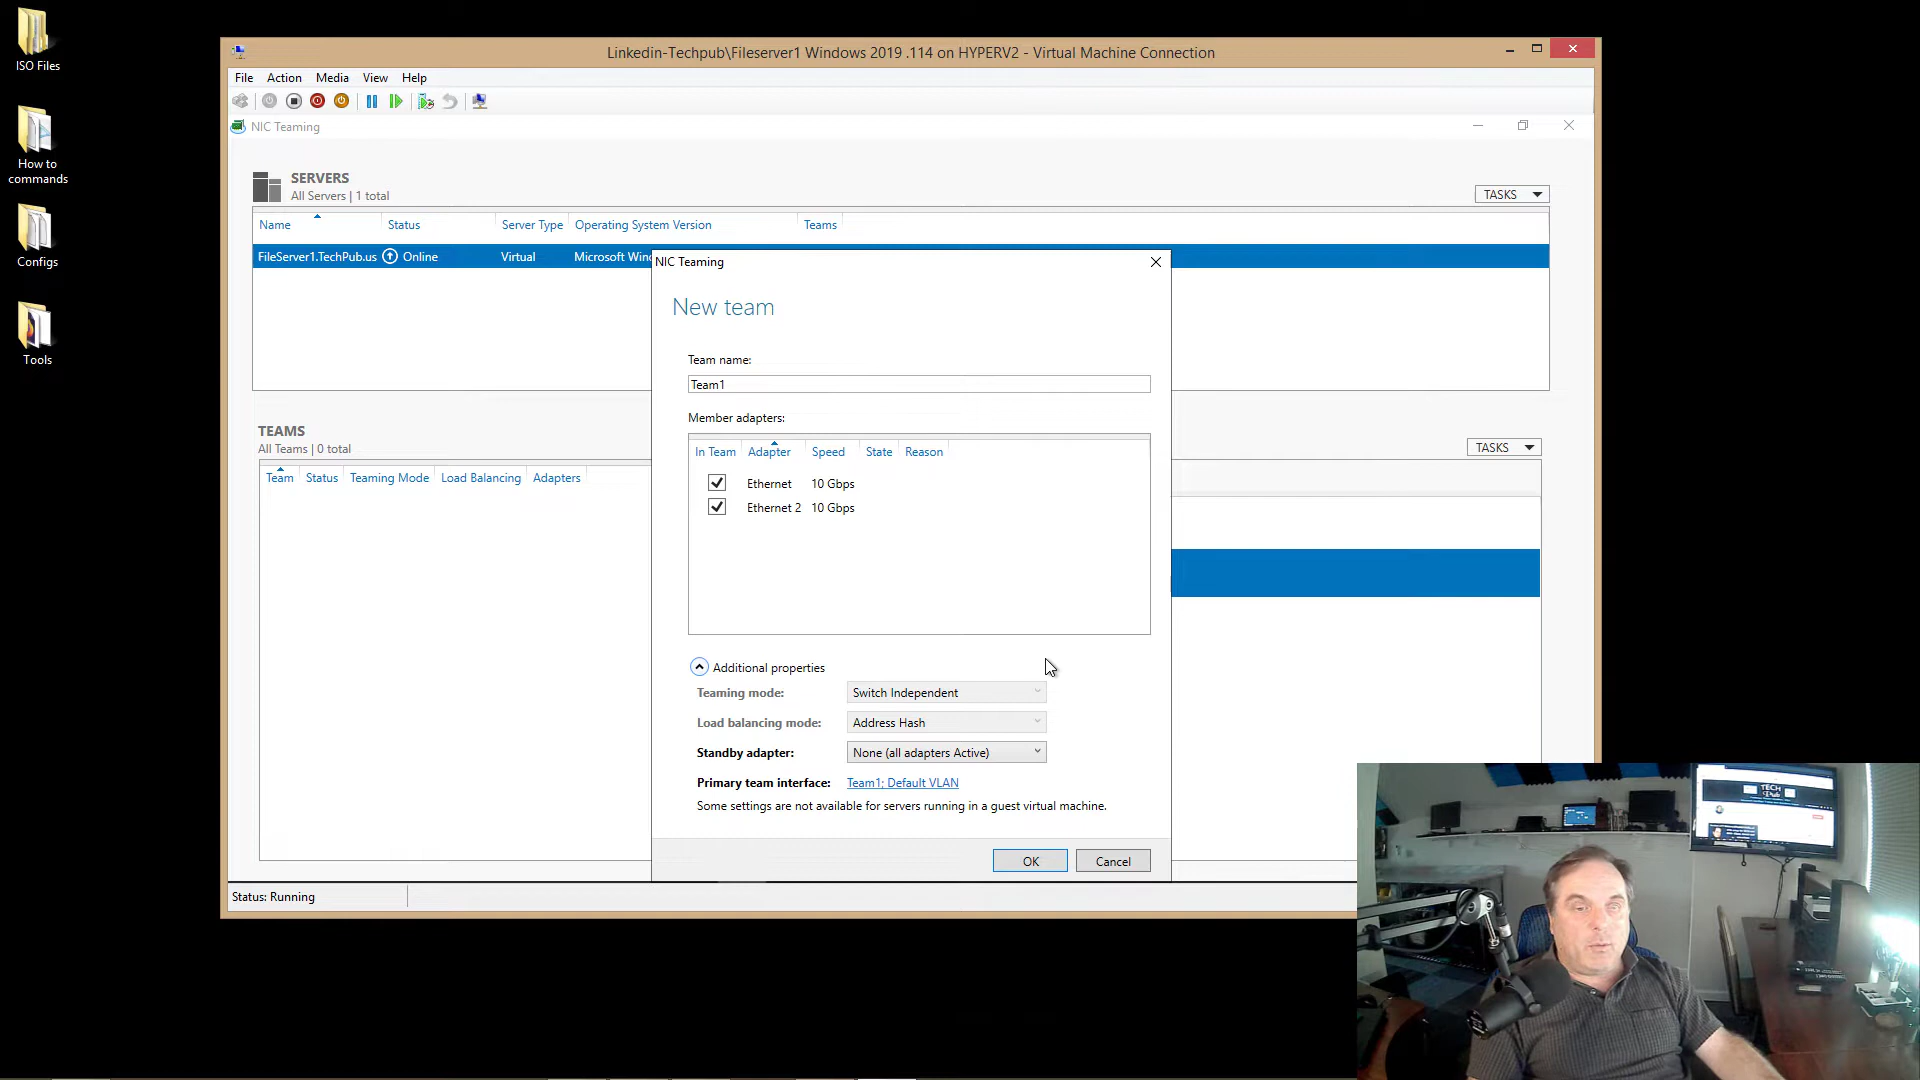 ISO Files
How to
commands
Configs
Tools
Linkedin-Techpub\Fileserver1 Windows 2019 .114 on HYPERV2 - Virtual Machine Connection
File Action Media View Help
NIC Teaming
SERVERS
All Servers | 1 total
TASKS
Name Status Server Type Operating System Version Teams
FileServer1.TechPub.us Online Virtual Microsoft Win
TEAMS
All Teams | 0 total
TASKS
Team Status Teaming Mode Load Balancing Adapters
NIC Teaming
New team
Team name:
Team1
Member adapters:
In Team Adapter Speed State Reason
Ethernet 10 Gbps
Ethernet 2 10 Gbps
Additional properties
Teaming mode: Switch Independent
Load balancing mode: Address Hash
Standby adapter: None (all adapters Active)
Primary team interface: Team1; Default VLAN
Some settings are not available for servers running in a guest virtual machine.
OK Cancel
Status: Running
TECH